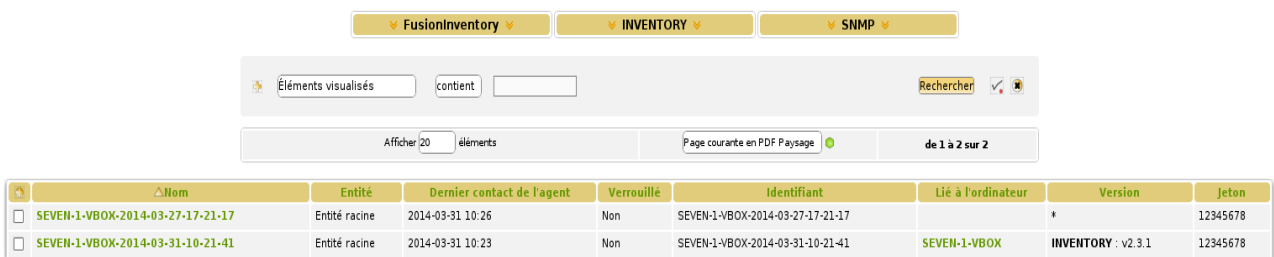 FusionInventory INVENTORY SNMP
Éléments visualisés contient Rechercher
Afficher 20 éléments Page courante en PDF Paysage de 1 à 2 sur 2
Nom Entité Dernier contact de l'agent Verrouillé Identifiant Lié à l'ordinateur Version Jeton
SEVEN-1-VBOX-2014-03-27-17-21-17 Entité racine 2014-03-31 10:26 Non SEVEN-1-VBOX-2014-03-27-17-21-17 * 12345678
SEVEN-1-VBOX-2014-03-31-10-21-41 Entité racine 2014-03-31 10:23 Non SEVEN-1-VBOX-2014-03-31-10-21-41 SEVEN-1-VBOX INVENTORY : v2.3.1 12345678